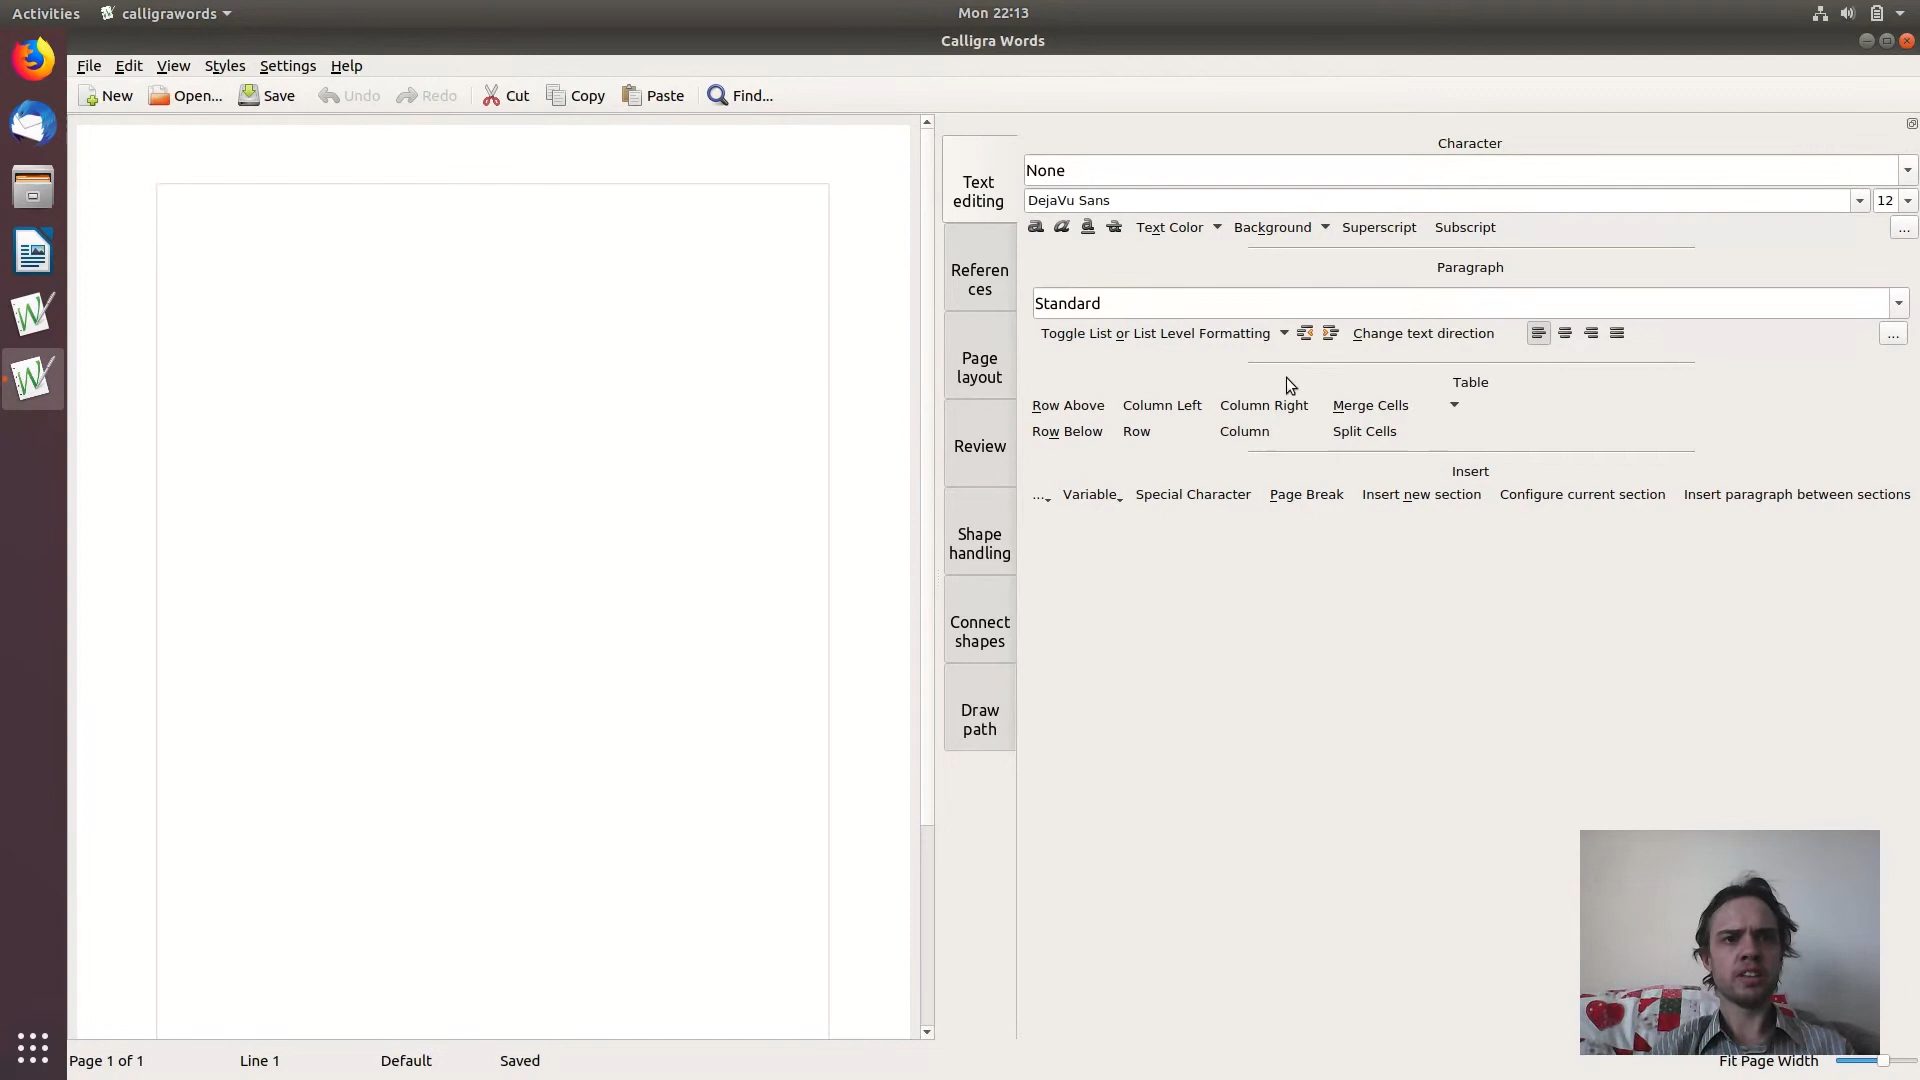 Activities calligrawords Mon 22:13
Calligra Words
File Edit View Styles Settings Help
New Open... Save Undo Redo Cut Copy Paste Find...
Character
None
DejaVu Sans 12
Text Color Background Superscript Subscript ...
Paragraph
Standard
Toggle List or List Level Formatting Change text direction ...
Table
Row Above Column Left Column Right Merge Cells
Row Below Row Column Split Cells
Insert
... Variable Special Character Page Break Insert new section Configure current section Insert paragraph between sections
Text
editing
Referen
ces
Page
layout
Review
Shape
handling
Connect
shapes
Draw
path
Page 1 of 1 Line 1 Default Saved Fit Page Width